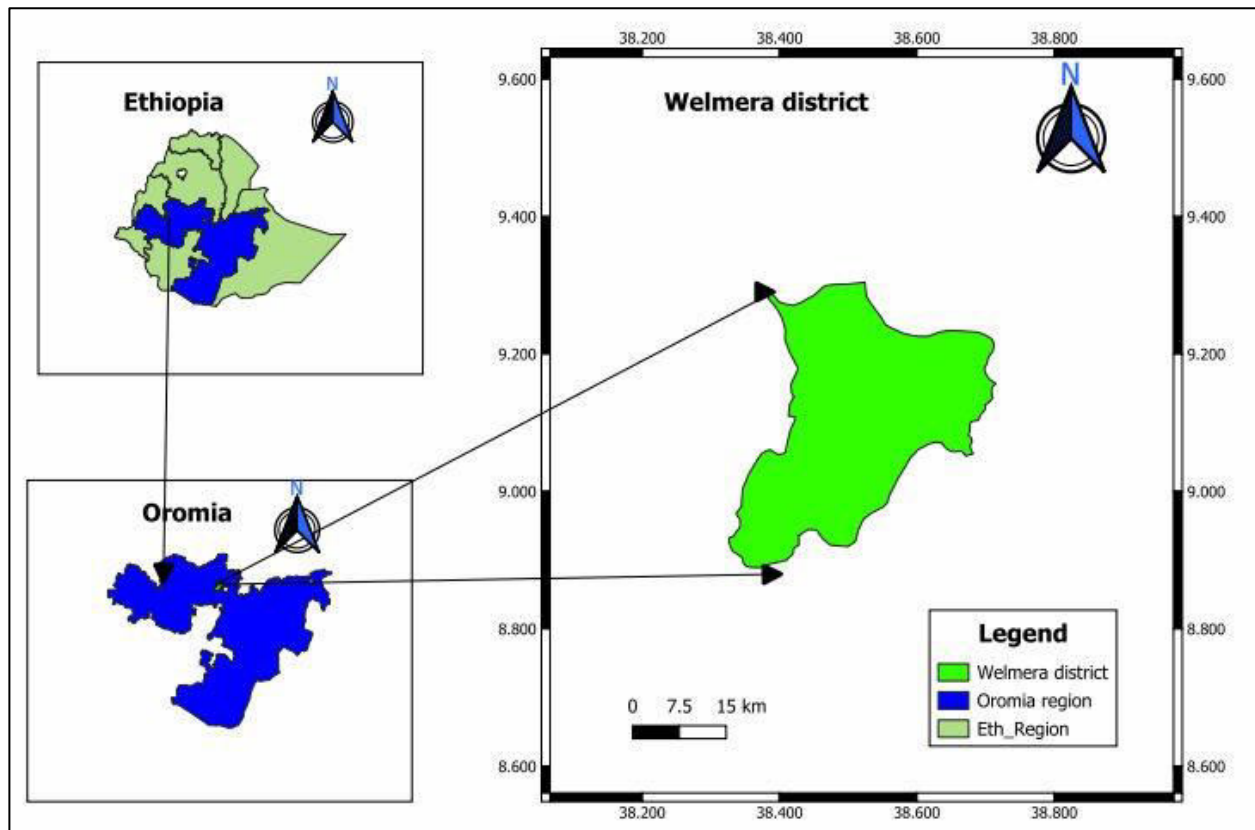 Ethiopia
N
Oromia
N
Welmera district
N
38.200 38.400 38.600 38.800
9.600 9.600
9.400 9.400
9.200 9.200
9.000 9.000
8.800 8.800
8.600 8.600
38.200 38.400 38.600 38.800
0 7.5 15 km
Legend
Welmera district
Oromia region
Eth_Region